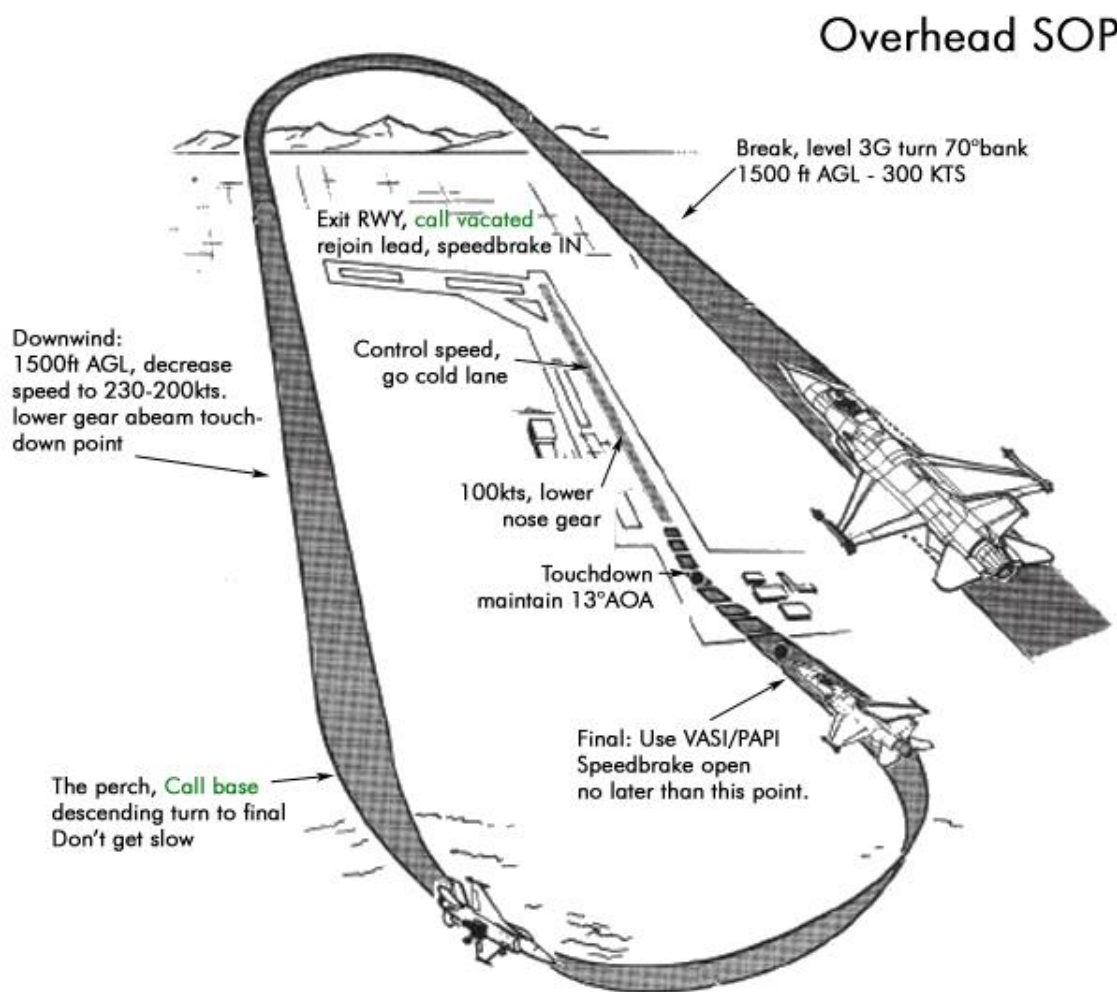 Overhead SOP
Break, level 3G turn 70°bank
1500 ft AGL - 300 KTS
Exit RWY, call vacated
rejoin lead, speedbrake IN
Downwind:
1500ft AGL, decrease
speed to 230-200kts.
lower gear abeam touch-
down point
Control speed,
go cold lane
100kts, lower
nose gear
Touchdown
maintain 13°AOA
Final: Use VASI/PAPI
Speedbrake open
no later than this point.
The perch, Call base
descending turn to final
Don't get slow